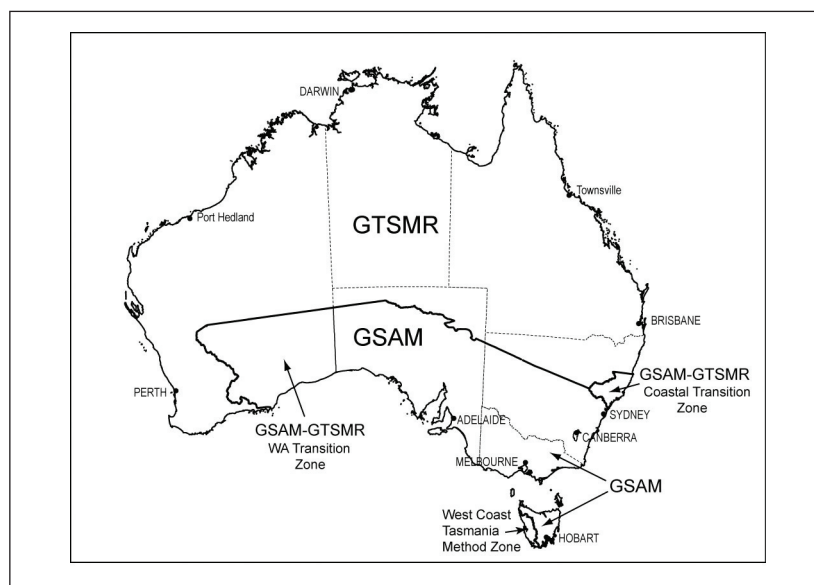 DARWIN
Townsville
Port Hedland
GTSMR
BRISBANE
GSAM
GSAM-GTSMR
Coastal Transition
Zone
PERTH
SYDNEY
ADELAIDE
CANBERRA
GSAM-GTSMR
WA Transition
Zone
MELBOURNE
GSAM
West Coast
Tasmania
Method Zone
HOBART